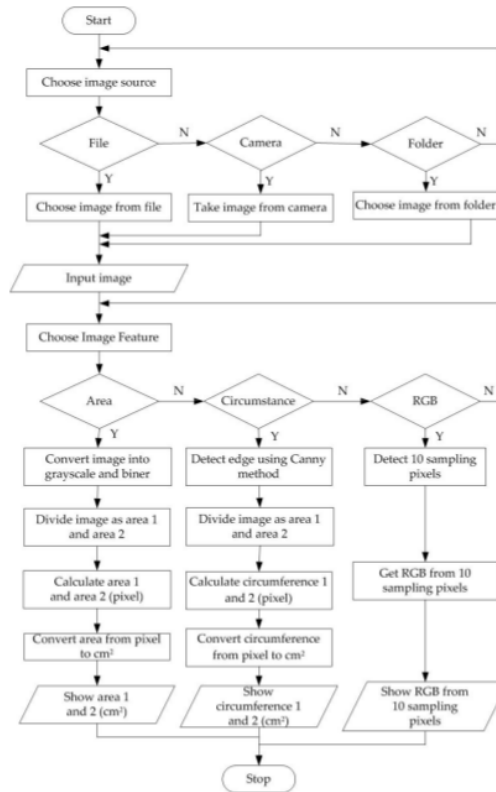 Start
Choose image source
File
N
Camera
N
Folder
N
Y
Y
Y
Choose image from file
Take image from camera
Choose image from folder
Input image
Choose Image Feature
Area
N
Circumstance
N
RGB
N
Y
Y
Y
Convert image into
grayscale and biner
Detect edge using Canny
method
Detect 10 sampling
pixels
Divide image as area 1
and area 2
Divide image as area 1
and area 2
Calculate area 1
and area 2 (pixel)
Calculate circumference 1
and 2 (pixel)
Get RGB from 10
sampling pixels
Convert area from pixel
to cm²
Convert circumference
from pixel to cm²
Show area 1
and 2 (cm²)
Show
circumference 1
and 2 (cm²)
Show RGB from
10 sampling
pixels
Stop